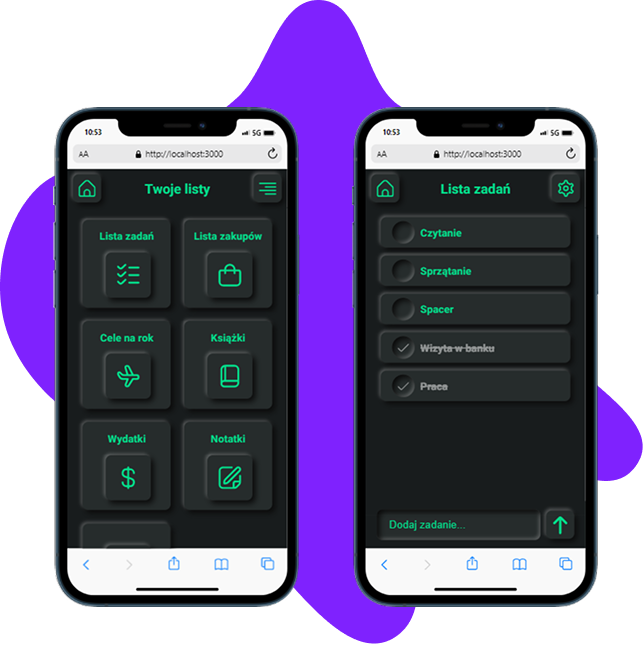 10:53
5G
AA
http://localhost:3000
Twoje listy
Lista zadań
Lista zakupów
Cele na rok
Książki
Wydatki
Notatki
$
10:53
5G
AA
http://localhost:3000
Lista zadań
Czytanie
Sprzątanie
Spacer
Wizyta w banku
Praca
Dodaj zadanie...